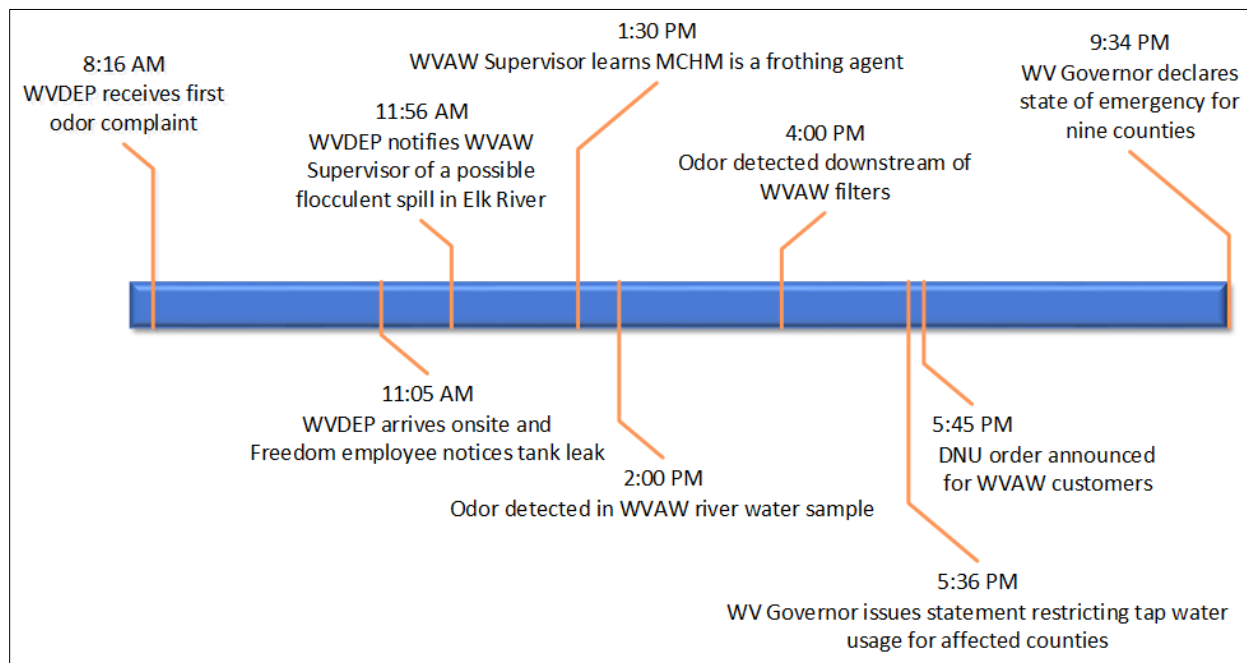 8:16 AM
WVDEP receives first
odor complaint
11:56 AM
WVDEP notifies WVAW
Supervisor of a possible
flocculent spill in Elk River
1:30 PM
WVAW Supervisor learns MCHM is a frothing agent
4:00 PM
Odor detected downstream of
WVAW filters
9:34 PM
WV Governor declares
state of emergency for
nine counties
11:05 AM
WVDEP arrives onsite and
Freedom employee notices tank leak
2:00 PM
Odor detected in WVAW river water sample
5:45 PM
DNU order announced
for WVAW customers
5:36 PM
WV Governor issues statement restricting tap water
usage for affected counties